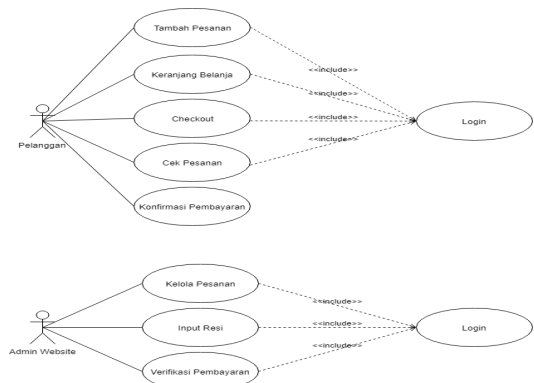 Tambah Pesanan
<<include>>
Keranjang Belanja
<<include>>
Checkout
Login
<<include>>
Pelanggan
Cek Pesanan
<<include>>
Konfirmasi Pembayaran
Kelola Pesanan
<<include>>
Input Resi
<<include>>
Login
<<include>>
Admin Website
Verifikasi Pembayaran